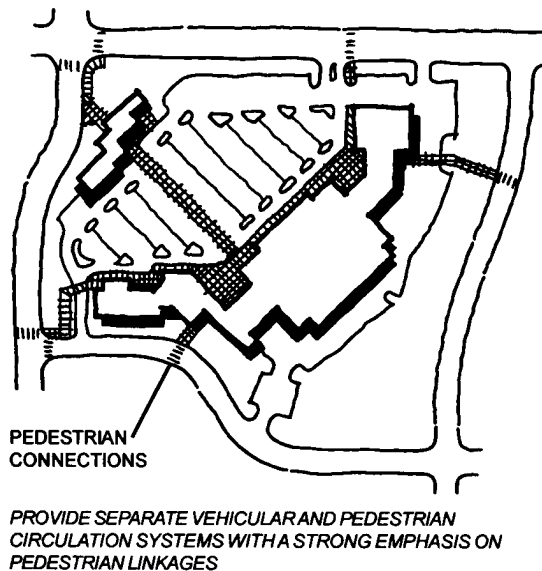 PEDESTRIAN
CONNECTIONS
PROVIDE SEPARATE VEHICULAR AND PEDESTRIAN
CIRCULATION SYSTEMS WITH A STRONG EMPHASIS ON
PEDESTRIAN LINKAGES